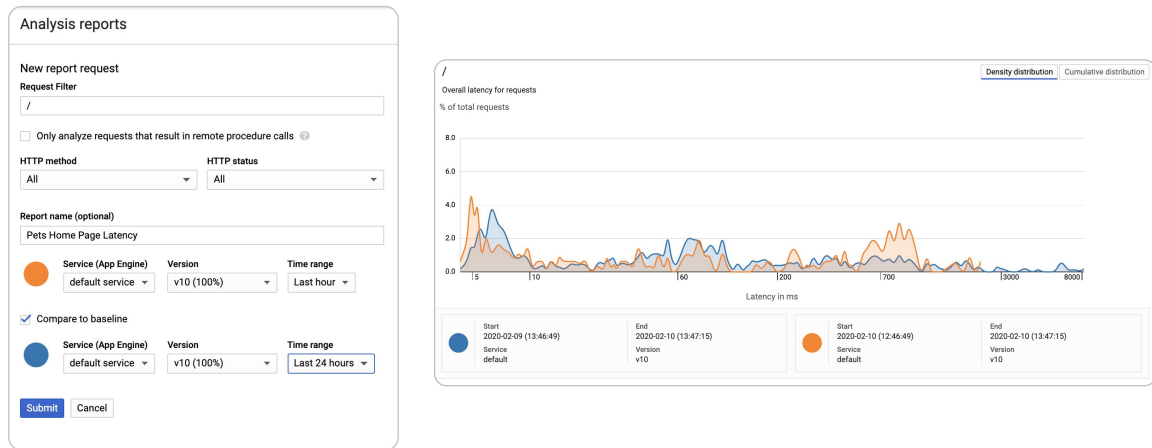 Analysis reports
New report request
Request Filter
/
Only analyze requests that result in remote procedure calls ?
HTTP method HTTP status
All All
Report name (optional)
Pets Home Page Latency
Service (App Engine) Version Time range
default service v10 (100%) Last hour
Compare to baseline
Service (App Engine) Version Time range
default service v10 (100%) Last 24 hours
Submit Cancel
/
Density distribution Cumulative distribution
Overall latency for requests
% of total requests
8.0
6.0
4.0
2.0
0.0
5 10 60 200 700 3000 8000
Latency in ms
Start End
2020-02-09 (13:46:49) 2020-02-10 (13:47:15)
Service Version
default v10
Start End
2020-02-10 (12:46:49) 2020-02-10 (13:47:15)
Service Version
default v10